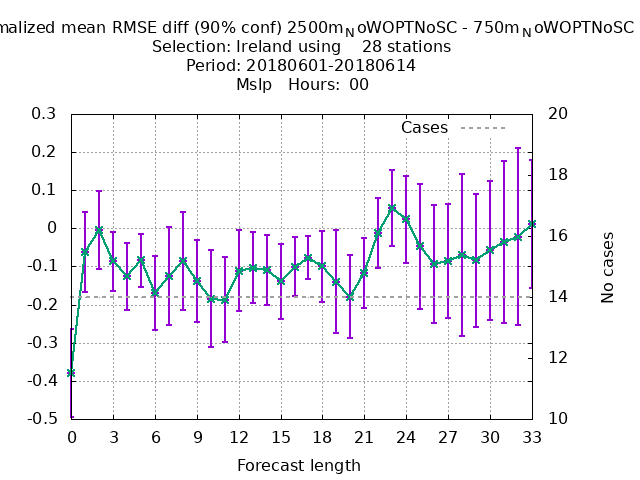 malized mean RMSE diff (90% conf) 2500mNoWOPTNoSC - 750mNoWOPTNoSC
Selection: Ireland using 28 stations
Period: 20180601-20180614
Mslp Hours: 00
0.3
0.2
0.1
0
-0.1
-0.2
-0.3
-0.4
-0.5
Cases
20
18
16
14
12
10
No cases
0 3 6 9 12 15 18 21 24 27 30 33
Forecast length